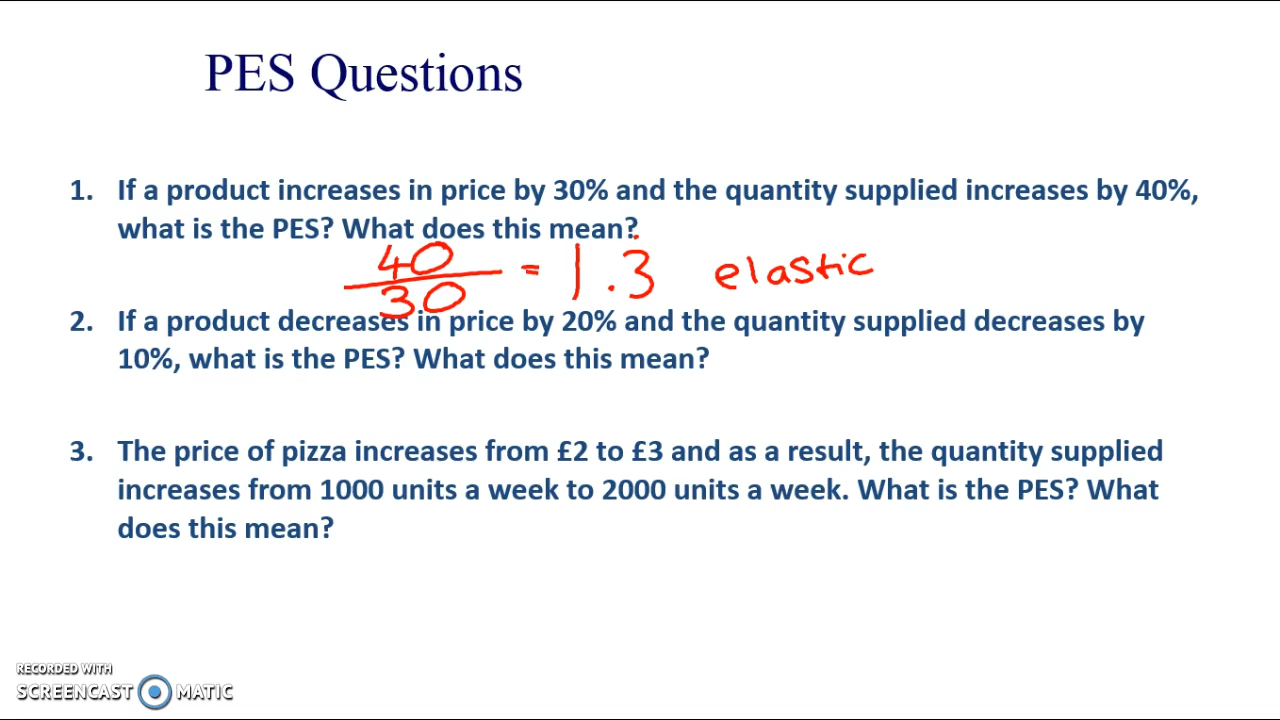 PES Questions
1. If a product increases in price by 30% and the quantity supplied increases by 40%,
what is the PES? What does this mean?
40
= 1.3̇ elastic
30
2. If a product decreases in price by 20% and the quantity supplied decreases by
10%, what is the PES? What does this mean?
3. The price of pizza increases from £2 to £3 and as a result, the quantity supplied
increases from 1000 units a week to 2000 units a week. What is the PES? What
does this mean?
RECORDED WITH
SCREENCAST MATIC